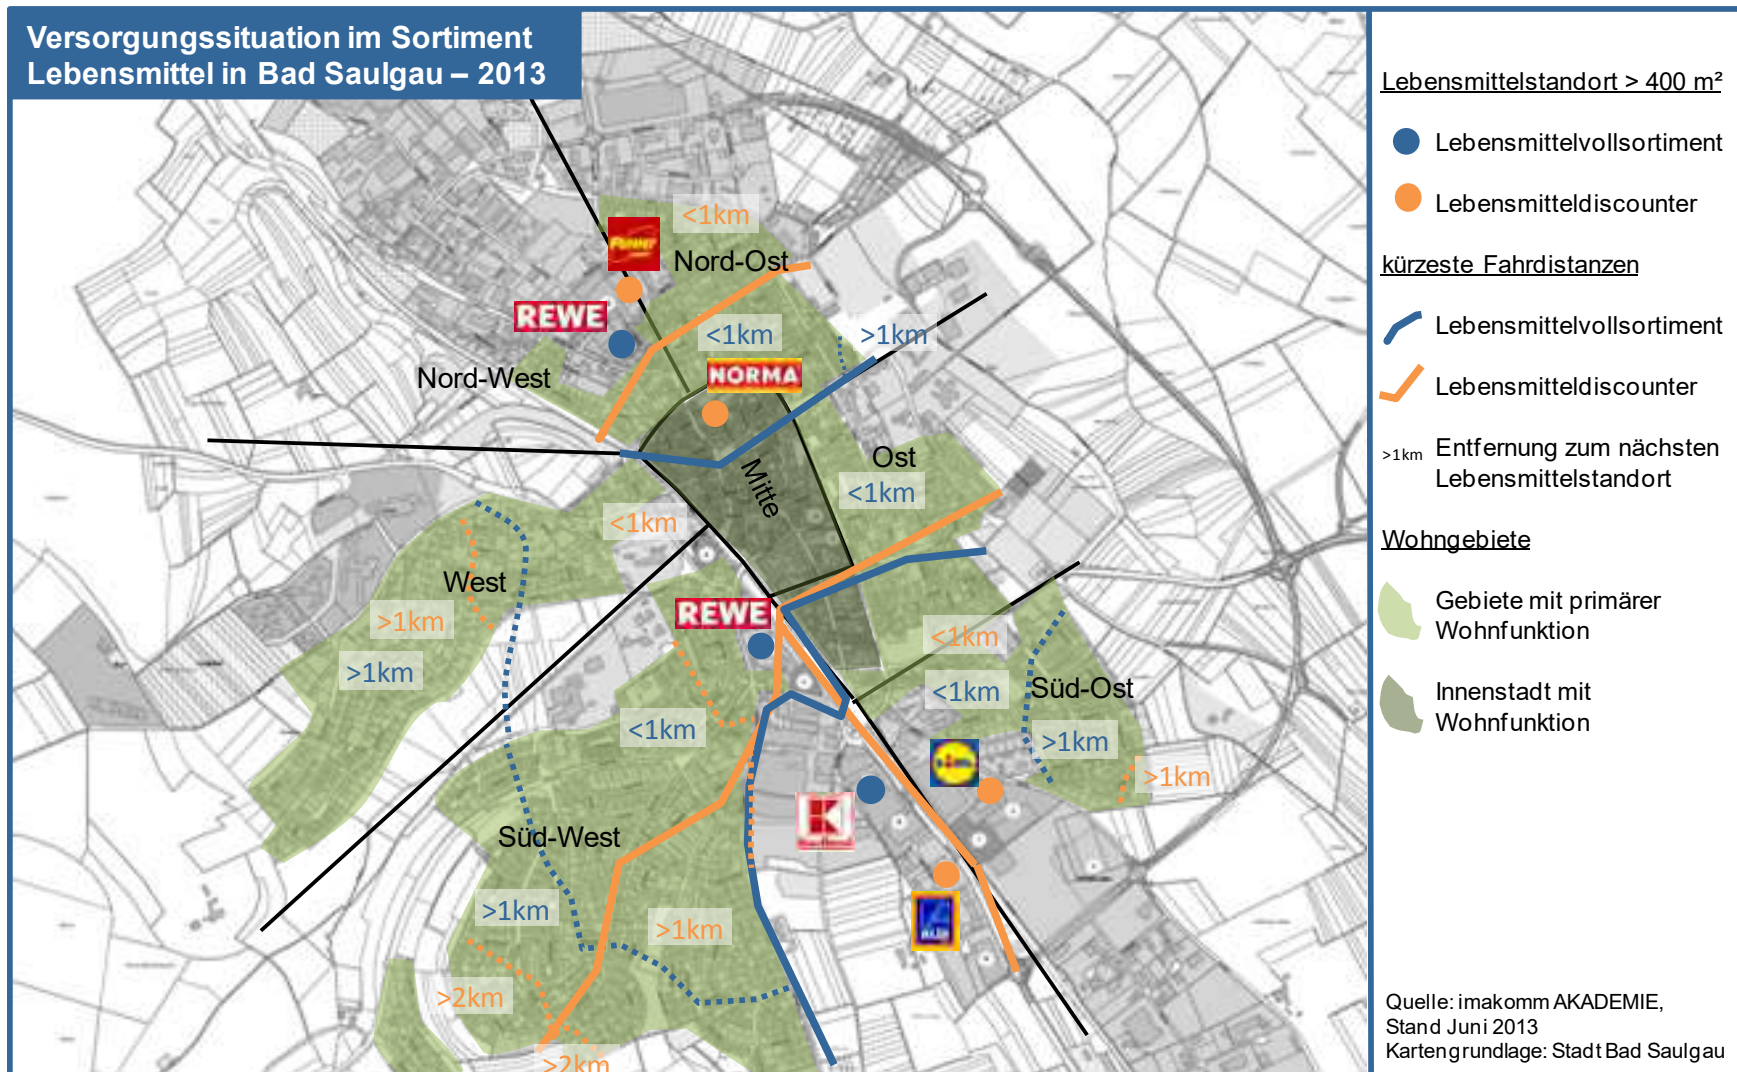 Versorgungssituation im Sortiment
Lebensmittel in Bad Saulgau – 2013
<1km
Nord-Ost
REWE
<1km
>1km
NORMA
Nord-West
Mitte
Ost
<1km
<1km
West
>1km
>1km
REWE
<1km
<1km
<1km
Süd-Ost
>1km
>1km
Süd-West
>1km
>1km
>2km
>2km
Lebensmittelstandort > 400 m²
Lebensmittelvollsortiment
Lebensmitteldiscounter
kürzeste Fahrdistanzen
Lebensmittelvollsortiment
Lebensmitteldiscounter
>1km Entfernung zum nächsten
Lebensmittelstandort
Wohngebiete
Gebiete mit primärer
Wohnfunktion
Innenstadt mit
Wohnfunktion
Quelle: imakomm AKADEMIE,
Stand Juni 2013
Kartengrundlage: Stadt Bad Saulgau